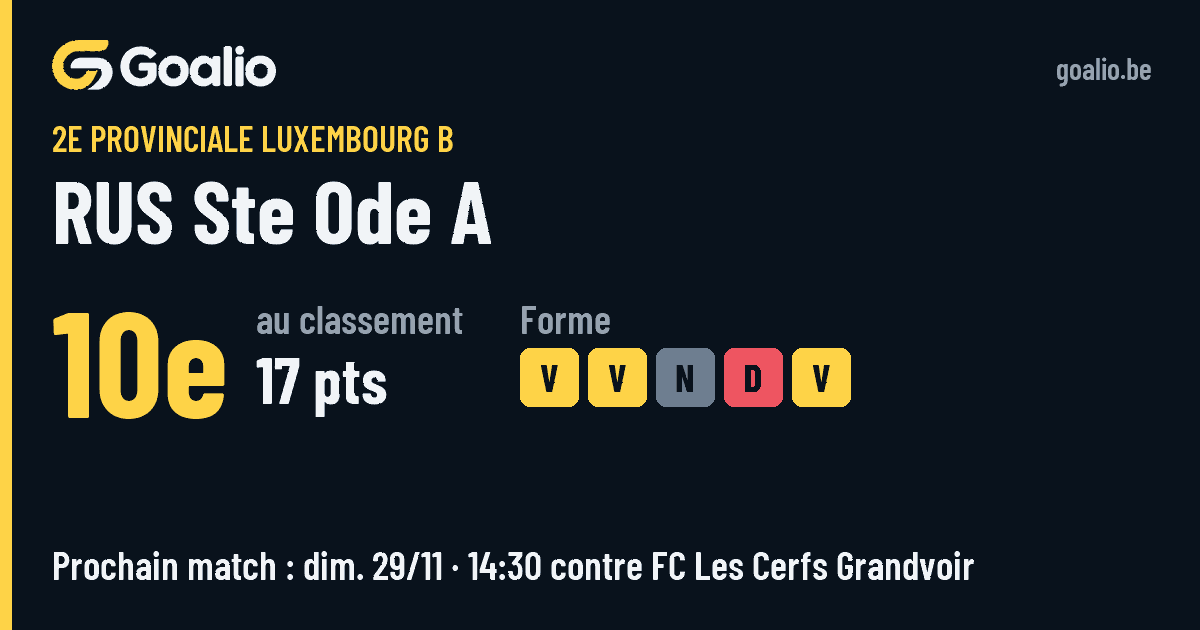 Goalio
goalio.be
2E PROVINCIALE LUXEMBOURG B
RUS Ste Ode A
10e
au classement
17 pts
Forme
V V N D V
Prochain match : dim. 29/11 · 14:30 contre FC Les Cerfs Grandvoir